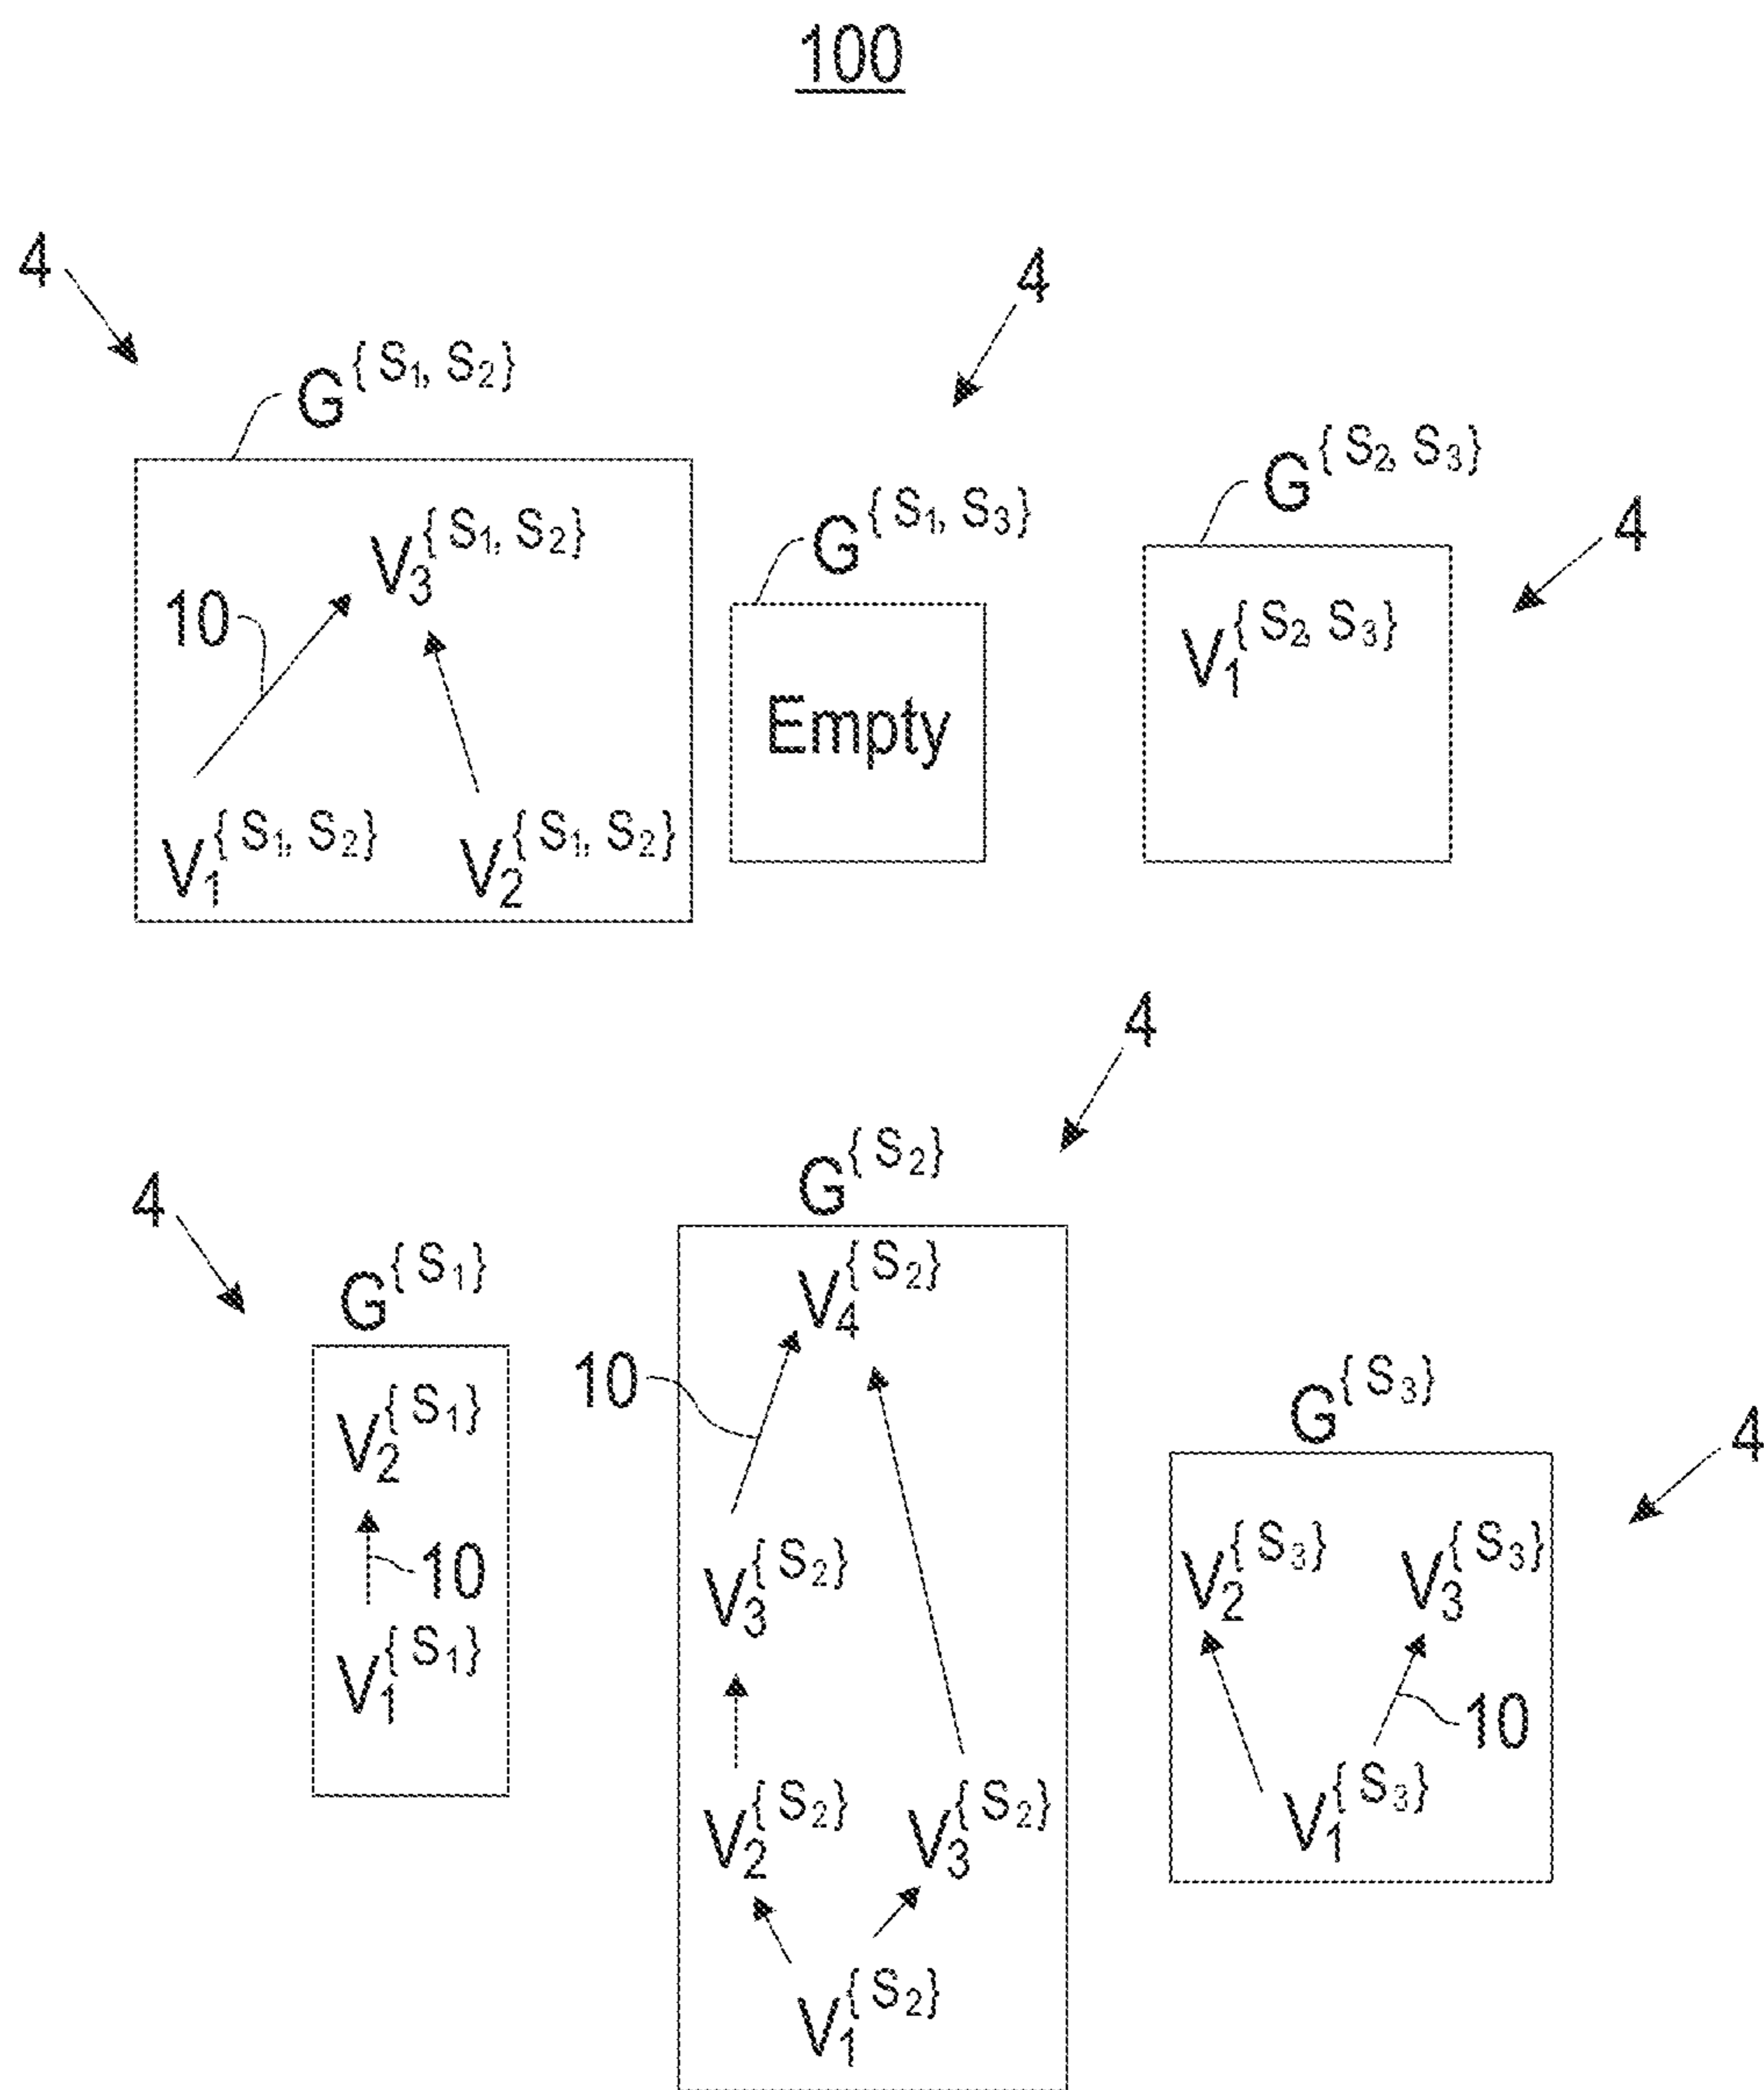 100
4
4
G{S1, S2}
G{S2, S3}
G{S1, S3}
4
V3{S1, S2}
10
V1{S2, S3}
Empty
V1{S1, S2} V2{S1, S2}
4
G{S2}
4
G{S1}
V4{S2}
10
G{S3}
4
V2{S1}
10
V3{S2}
V2{S3} V3{S3}
V1{S1}
10
V2{S2} V3{S2}
V1{S3}
V1{S2}